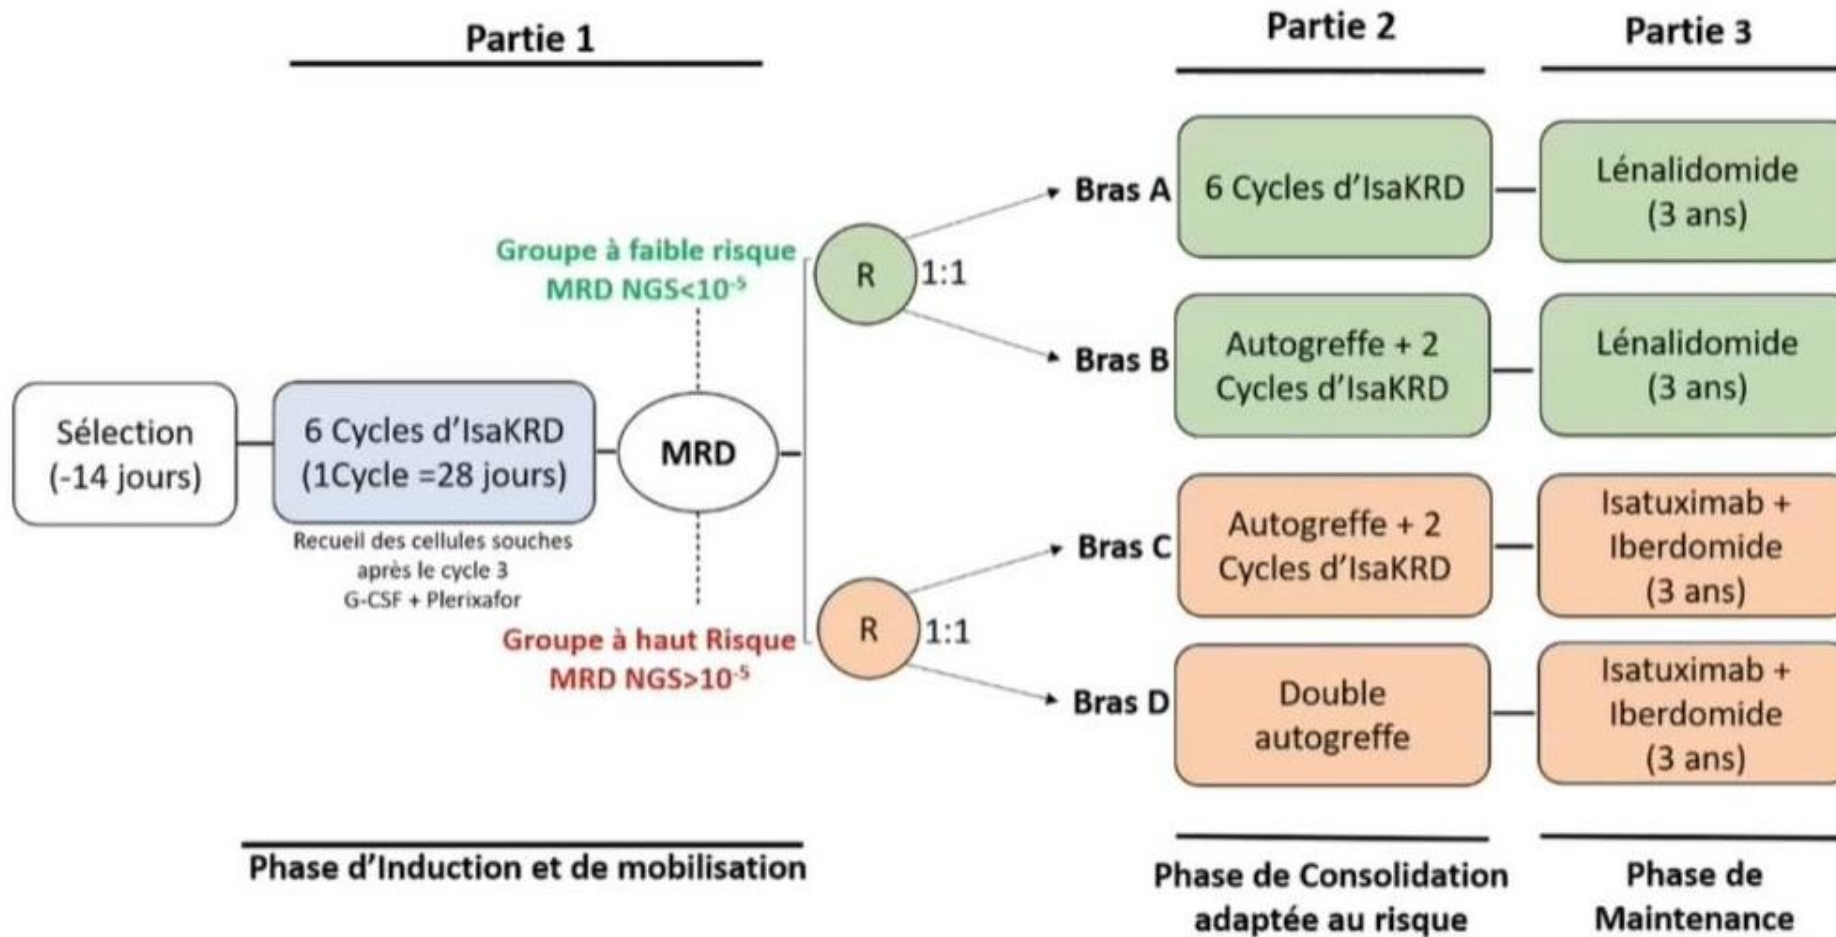 Partie 1
Partie 2
Partie 3
Sélection
(-14 jours)
6 Cycles d'IsaKRD
(1Cycle =28 jours)
Recueil des cellules souches
après le cycle 3
G-CSF + Plerixafor
MRD
Groupe à faible risque
MRD NGS<10⁻⁵
Groupe à haut Risque
MRD NGS>10⁻⁵
R
1:1
Bras A
6 Cycles d'IsaKRD
Lénalidomide
(3 ans)
Bras B
Autogreffe + 2
Cycles d'IsaKRD
Lénalidomide
(3 ans)
R
1:1
Bras C
Autogreffe + 2
Cycles d'IsaKRD
Isatuximab +
Iberdomide
(3 ans)
Bras D
Double
autogreffe
Isatuximab +
Iberdomide
(3 ans)
Phase d'Induction et de mobilisation
Phase de Consolidation
adaptée au risque
Phase de
Maintenance